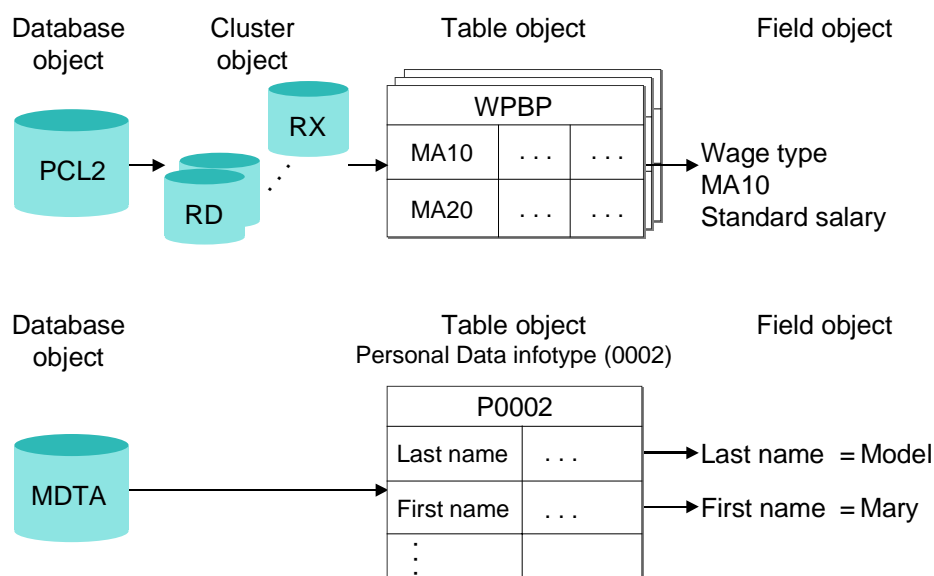 Database object
Cluster object
Table object
Field object
PCL2
RX
RD
. . .
WPBP
MA10 . . . . . .
MA20 . . . . . .
Wage type
MA10
Standard salary
Database object
Table object
Personal Data infotype (0002)
Field object
MDTA
P0002
Last name . . .
First name . . .
. . .
Last name = Model
First name = Mary